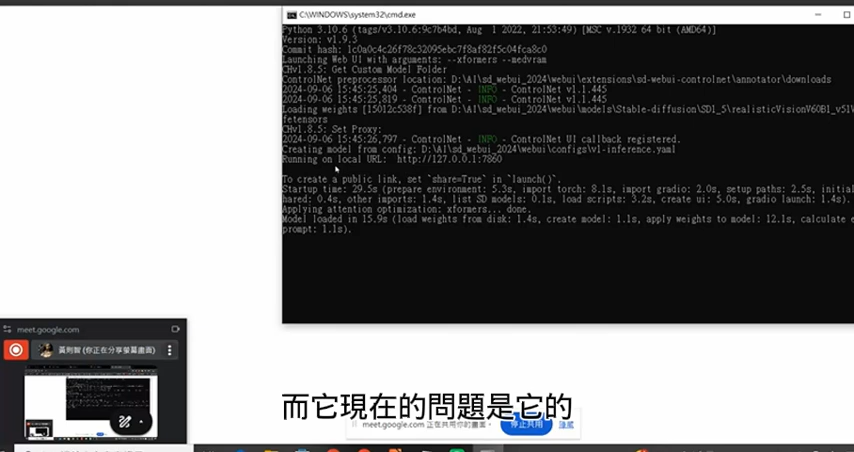 C:\WINDOWS\system32\cmd.exe
Python 3.10.6 (tags/v3.10.6:9c7b4bd, Aug  1 2022, 21:53:49) [MSC v.1932 64 bit (AMD64)]
Version: v1.9.3
Commit hash: 1c0a0c4c26f78c32095ebc7f8af82f5c04fca8c0
Launching Web UI with arguments: --xformers --medvram
CHv1.8.5: Get Custom Model Folder
ControlNet preprocessor location: D:\AI\sd_webui_2024\webui\extensions\sd-webui-controlnet\annotator\downloads
2024-09-06 15:45:25,404 - ControlNet - INFO - ControlNet v1.1.445
2024-09-06 15:45:25,819 - ControlNet - INFO - ControlNet v1.1.445
Loading weights [15012c538f] from D:\AI\sd_webui_2024\webui\models\Stable-diffusion\SD1_5\realisticVisionV60B1_v51V
fetensors
CHv1.8.5: Set Proxy:
2024-09-06 15:45:26,797 - ControlNet - INFO - ControlNet UI callback registered.
Creating model from config: D:\AI\sd_webui_2024\webui\configs\v1-inference.yaml
Running on local URL:  http://127.0.0.1:7860
To create a public link, set `share=True` in `launch()`.
Startup time: 29.5s (prepare environment: 5.3s, import torch: 8.1s, import gradio: 2.0s, setup paths: 2.5s, initial
hared: 0.4s, other imports: 1.4s, list SD models: 0.1s, load scripts: 3.2s, create ui: 5.0s, gradio launch: 1.4s).
Applying attention optimization: xformers... done.
Model loaded in 15.9s (load weights from disk: 1.4s, create model: 1.1s, apply weights to model: 12.1s, calculate e
prompt: 1.1s).
meet.google.com
黃則智 (你正在分享螢幕畫面)
而它現在的問題是它的
meet.google.com 正在共用你的畫面。
停止共用
隱藏